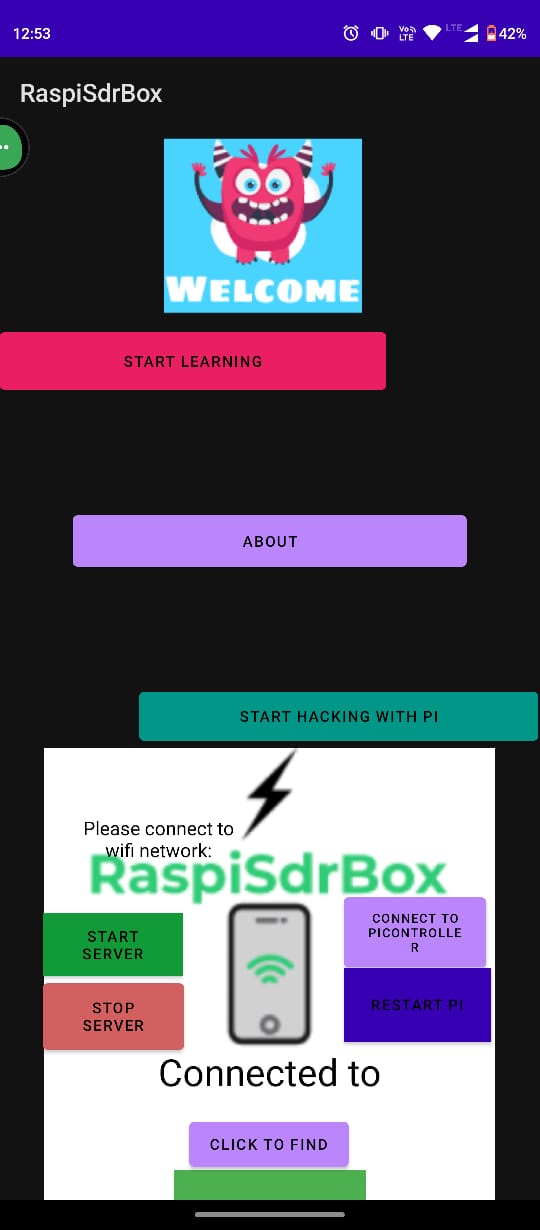 12:53
Vo
LTE
LTE
42%
RaspiSdrBox
WELCOME
START LEARNING
ABOUT
START HACKING WITH PI
Please connect to
wifi network:
RaspiSdrBox
START
SERVER
CONNECT TO
PICONTROLLE
R
STOP
SERVER
RESTART PI
Connected to
CLICK TO FIND